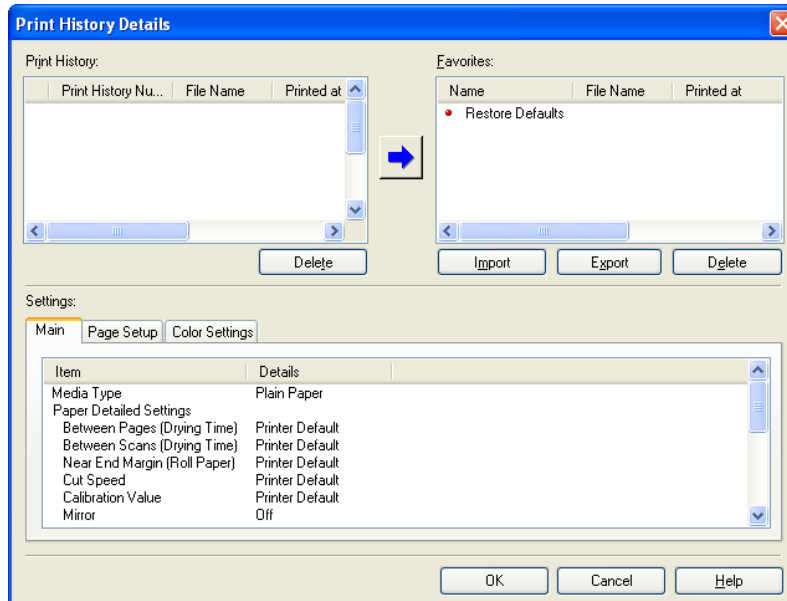 Print History Details
Print History:
Print History Nu... File Name Printed at
Delete
Favorites:
Name File Name Printed at
Restore Defaults
Import Export Delete
Settings:
Main Page Setup Color Settings
Item Details
Media Type Plain Paper
Paper Detailed Settings
Between Pages (Drying Time) Printer Default
Between Scans (Drying Time) Printer Default
Near End Margin (Roll Paper) Printer Default
Cut Speed Printer Default
Calibration Value Printer Default
Mirror Off
OK Cancel Help